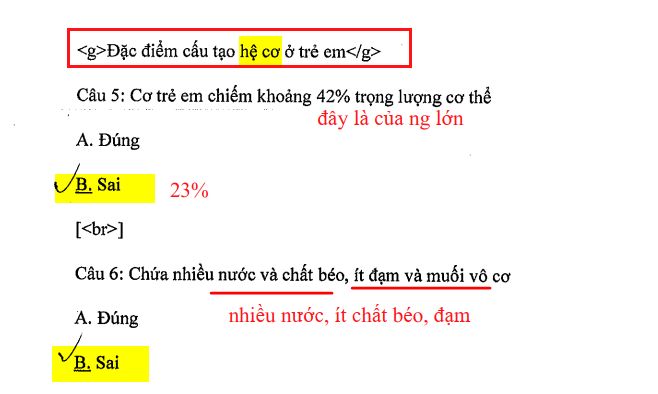 <g>Đặc điểm cấu tạo hệ cơ ở trẻ em</g>
Câu 5: Cơ trẻ em chiếm khoảng 42% trọng lượng cơ thể
đây là của ng lớn
A. Đúng
B. Sai
23%
[<br>]
Câu 6: Chứa nhiều nước và chất béo, ít đạm và muối vô cơ
A. Đúng
nhiều nước, ít chất béo, đạm
B. Sai